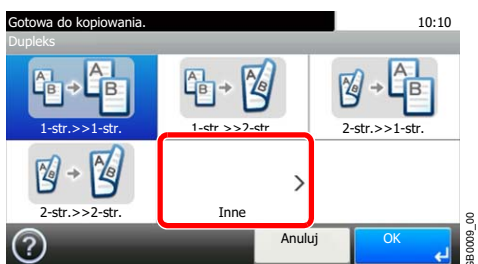 Gotowa do kopiowania. 10:10
Dupleks
A B A B
A B A B
A B A B
1-str.>>1-str. 1-str.>>2-str. 2-str.>>1-str.
A B A B
2-str.>>2-str. Inne
? Anuluj OK